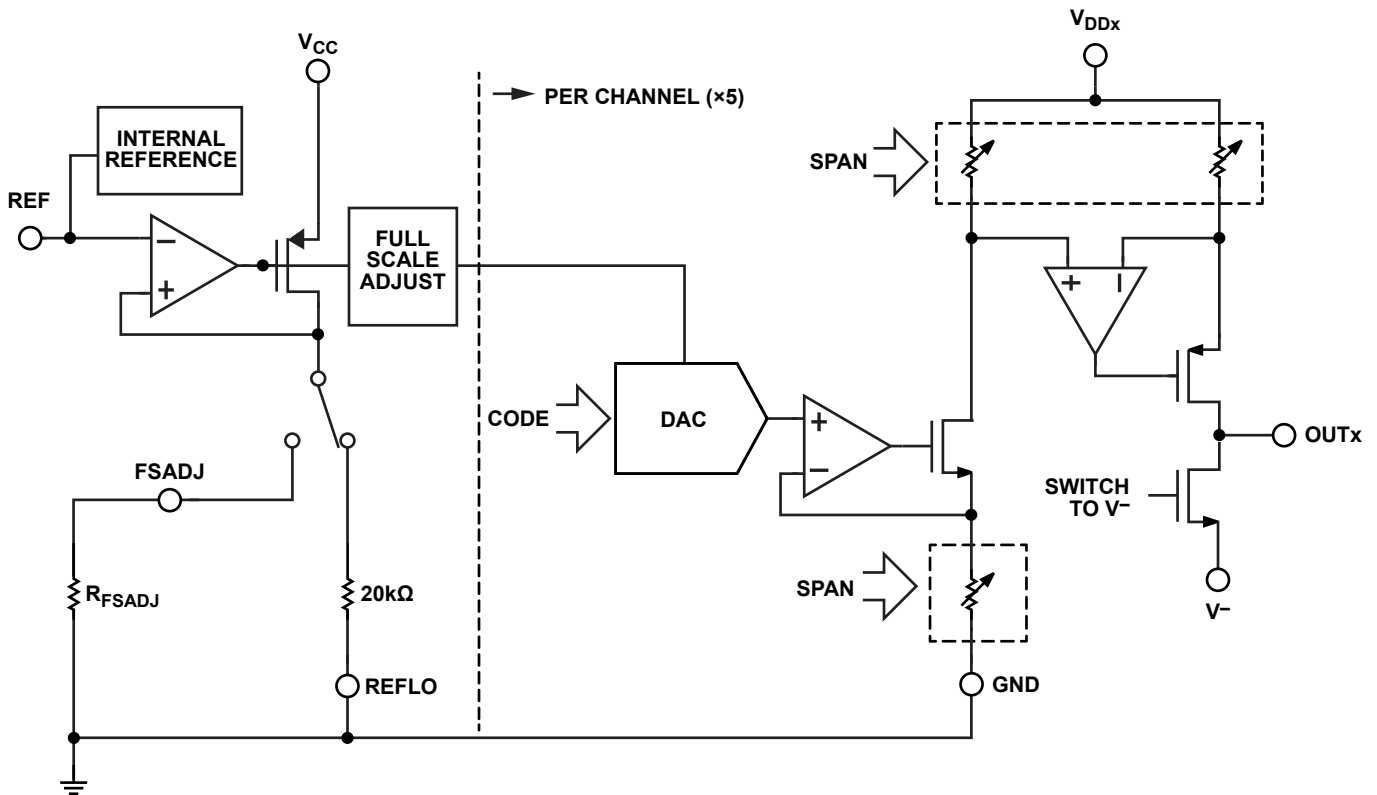 VCC
VDDx
PER CHANNEL (×5)
INTERNAL
REFERENCE
SPAN
REF
−
+
FULL
SCALE
ADJUST
+
−
CODE
DAC
+
−
OUTx
FSADJ
SWITCH
TO V−
RFSADJ
20kΩ
SPAN
V−
REFLO
GND